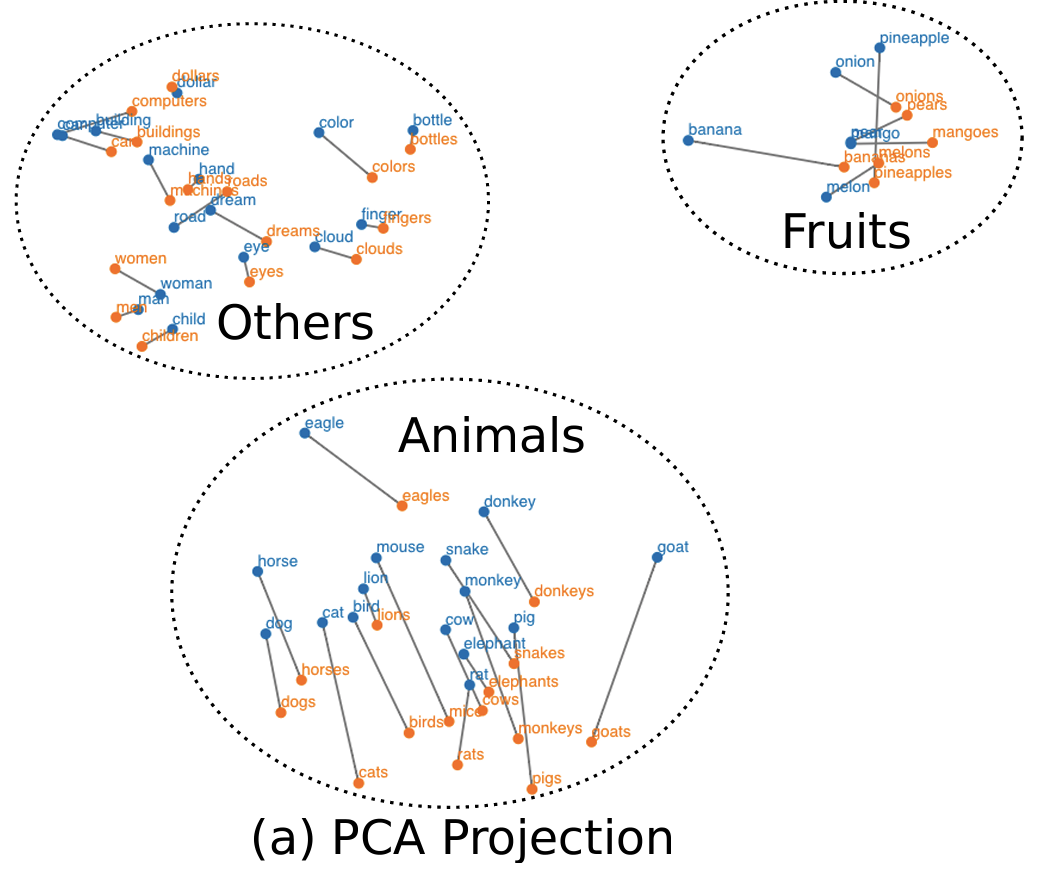 dollars
dollar
computers
computer
car
building
buildings
cars
machine
machines
hand
hands
roads
road
dream
dreams
color
colors
bottle
bottles
finger
fingers
cloud
clouds
eye
eyes
women
woman
man
men
child
children
Others
pineapple
onion
onions
pears
banana
pear
mango
mangoes
bananas
melons
pineapples
melon
Fruits
Animals
eagle
eagles
donkey
donkeys
goat
goats
horse
horses
mouse
mice
snake
snakes
lion
lions
monkey
monkeys
dog
dogs
cat
cats
bird
birds
cow
cows
pig
pigs
elephant
elephants
rat
rats
(a) PCA Projection